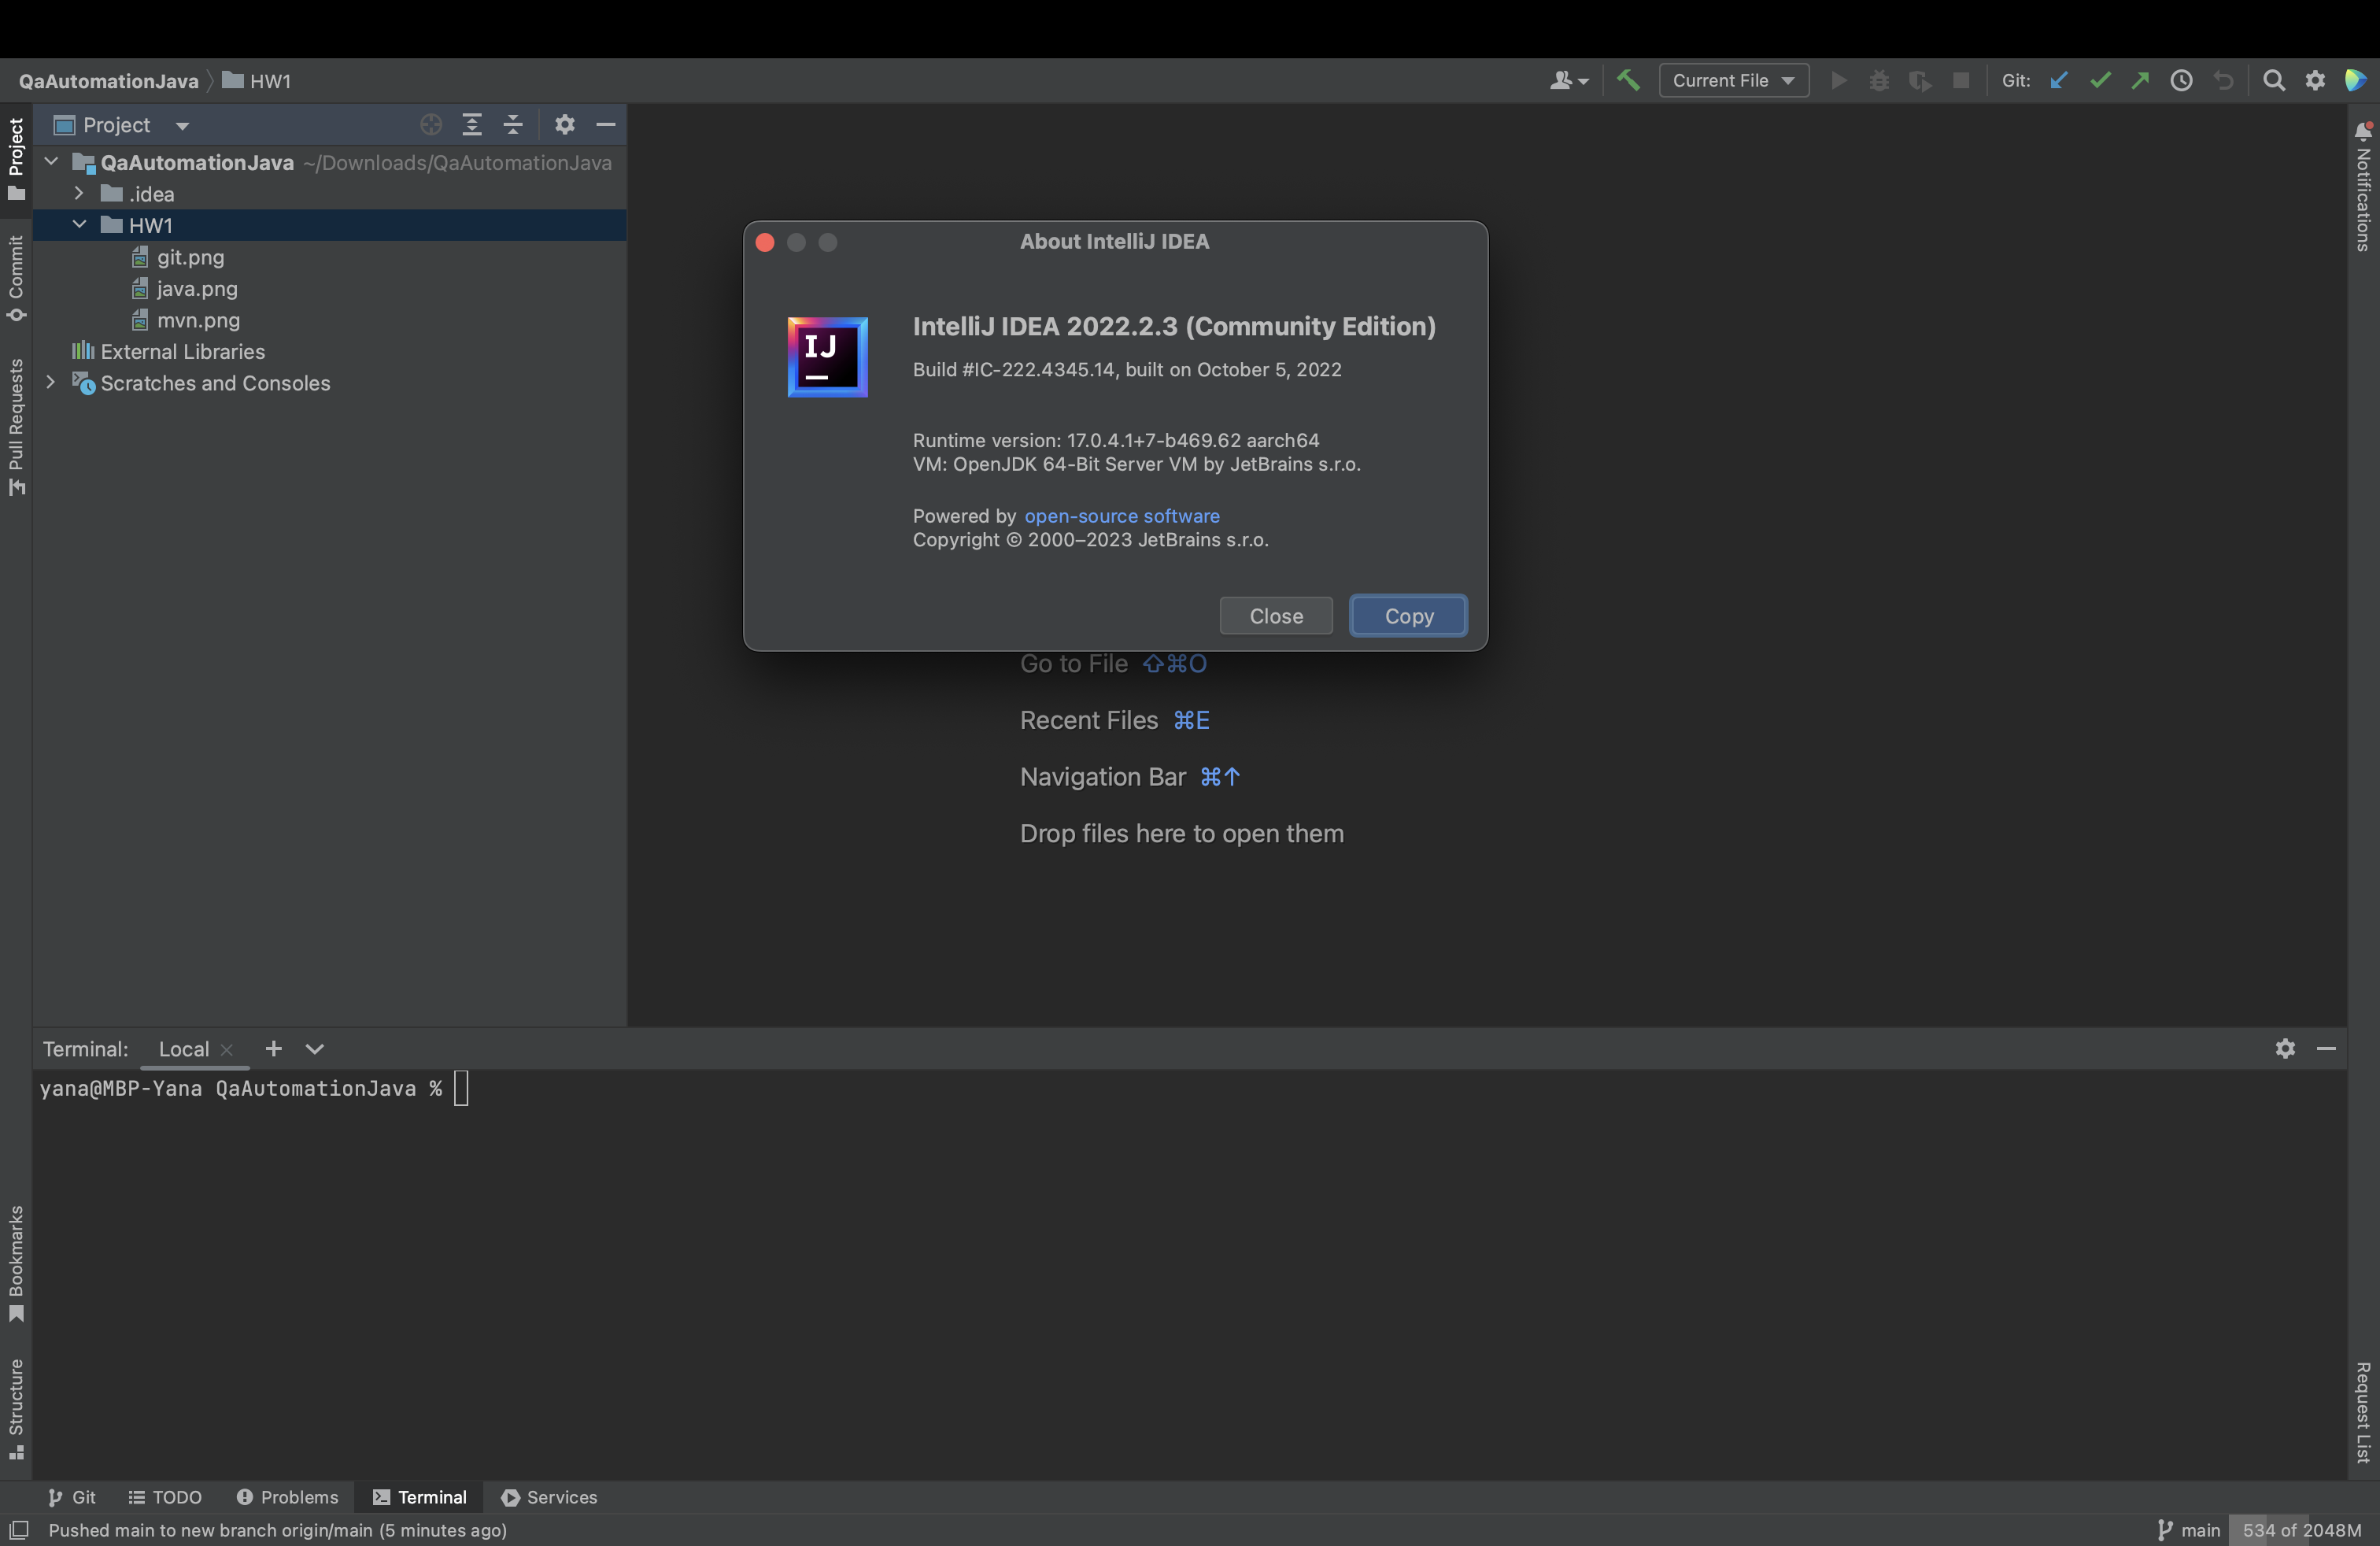 QaAutomationJava HW1
Current File
Git:
Project
QaAutomationJava ~/Downloads/QaAutomationJava
.idea
HW1
git.png
java.png
mvn.png
External Libraries
Scratches and Consoles
Project
Commit
Pull Requests
Bookmarks
Structure
Notifications
Request List
About IntelliJ IDEA
IJ
IntelliJ IDEA 2022.2.3 (Community Edition)
Build #IC-222.4345.14, built on October 5, 2022
Runtime version: 17.0.4.1+7-b469.62 aarch64
VM: OpenJDK 64-Bit Server VM by JetBrains s.r.o.
Powered by open-source software
Copyright © 2000–2023 JetBrains s.r.o.
Close Copy
Go to File ⇧⌘O
Recent Files ⌘E
Navigation Bar ⌘↑
Drop files here to open them
Terminal: Local
yana@MBP-Yana QaAutomationJava %
Git TODO Problems Terminal Services
Pushed main to new branch origin/main (5 minutes ago)
main 534 of 2048M